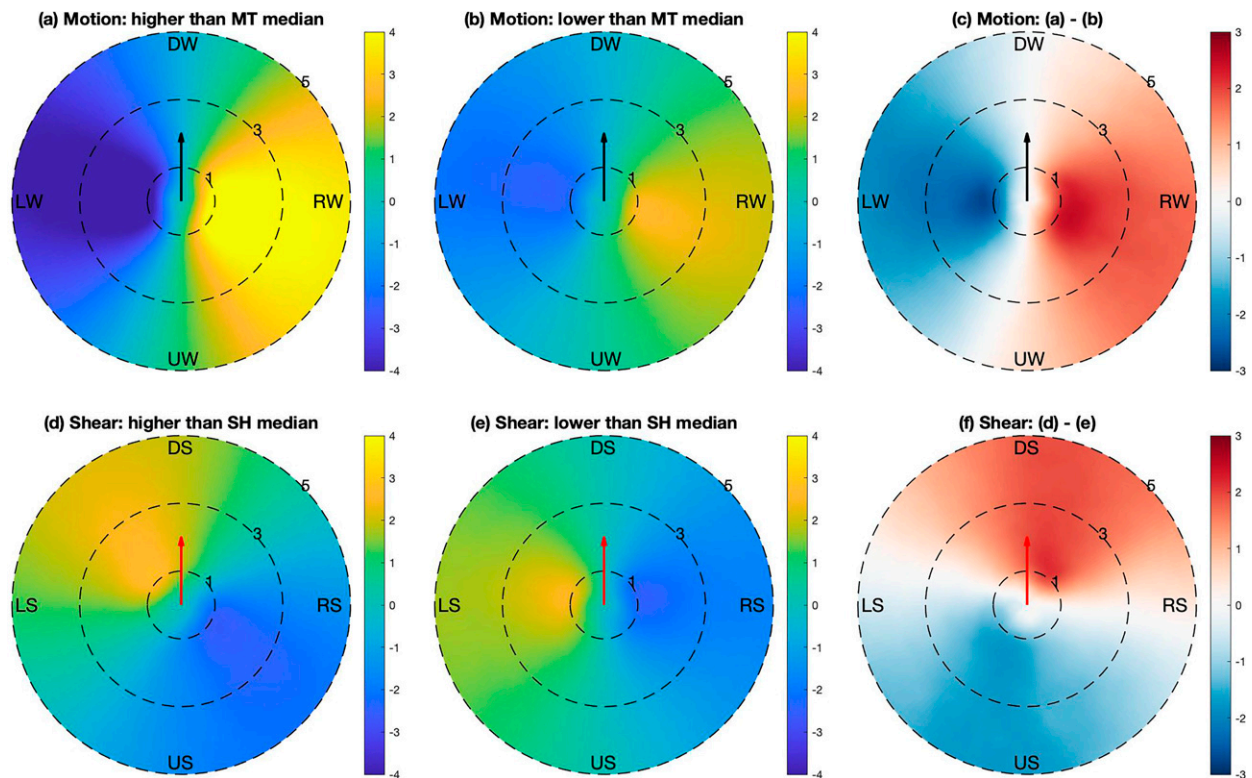 (a) Motion: higher than MT median
(b) Motion: lower than MT median
(c) Motion: (a) - (b)
DW
5
3
1
LW
RW
UW
4
3
2
1
0
-1
-2
-3
-4
DW
3
1
LW
RW
UW
4
3
2
1
0
-1
-2
-3
-4
DW
5
3
1
LW
RW
UW
3
2
1
0
-1
-2
-3
(d) Shear: higher than SH median
(e) Shear: lower than SH median
(f) Shear: (d) - (e)
DS
5
3
1
LS
RS
US
4
3
2
1
0
-1
-2
-3
-4
DS
5
3
1
LS
RS
US
4
3
2
1
0
-1
-2
-3
-4
DS
5
3
1
LS
RS
US
3
2
1
0
-1
-2
-3